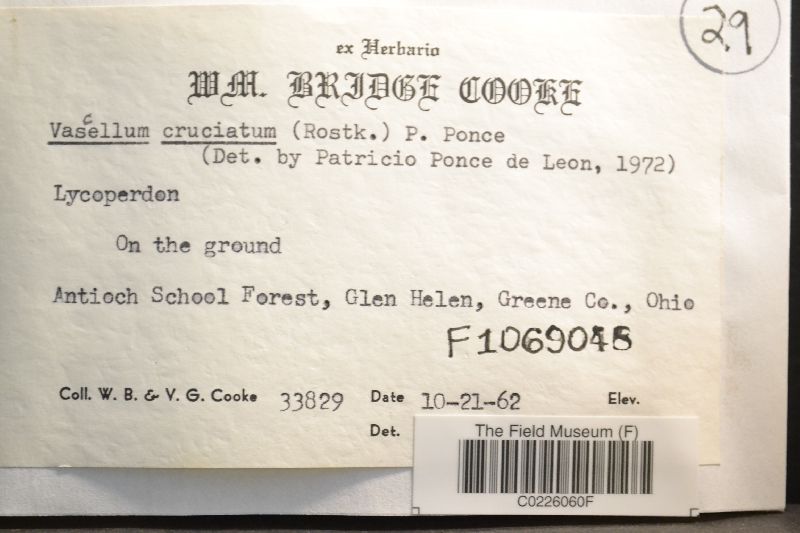 29
ex Herbario
WM. BRIDGE COOKE
Vascellum cruciatum (Rostk.) P. Ponce
(Det. by Patricio Ponce de Leon, 1972)
Lycoperdon
On the ground
Antioch School Forest, Glen Helen, Greene Co., Ohio
F1069048
Coll. W. B. & V. G. Cooke 33829 Date 10-21-62 Elev.
Det.
The Field Museum (F)
C0226060F